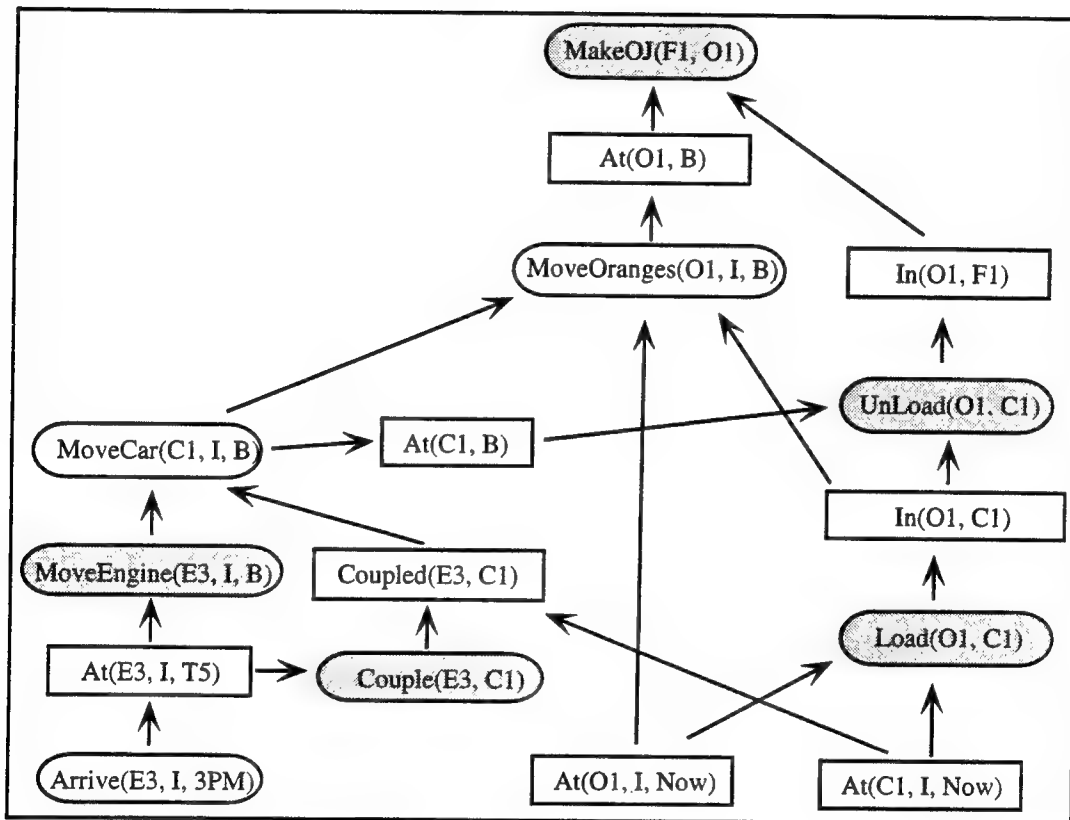 MakeOJ(F1, O1)
At(O1, B)
MoveOranges(O1, I, B)
In(O1, F1)
UnLoad(O1, C1)
MoveCar(C1, I, B)
At(C1, B)
In(O1, C1)
MoveEngine(E3, I, B)
Coupled(E3, C1)
Load(O1, C1)
At(E3, I, T5)
Couple(E3, C1)
Arrive(E3, I, 3PM)
At(O1, I, Now)
At(C1, I, Now)